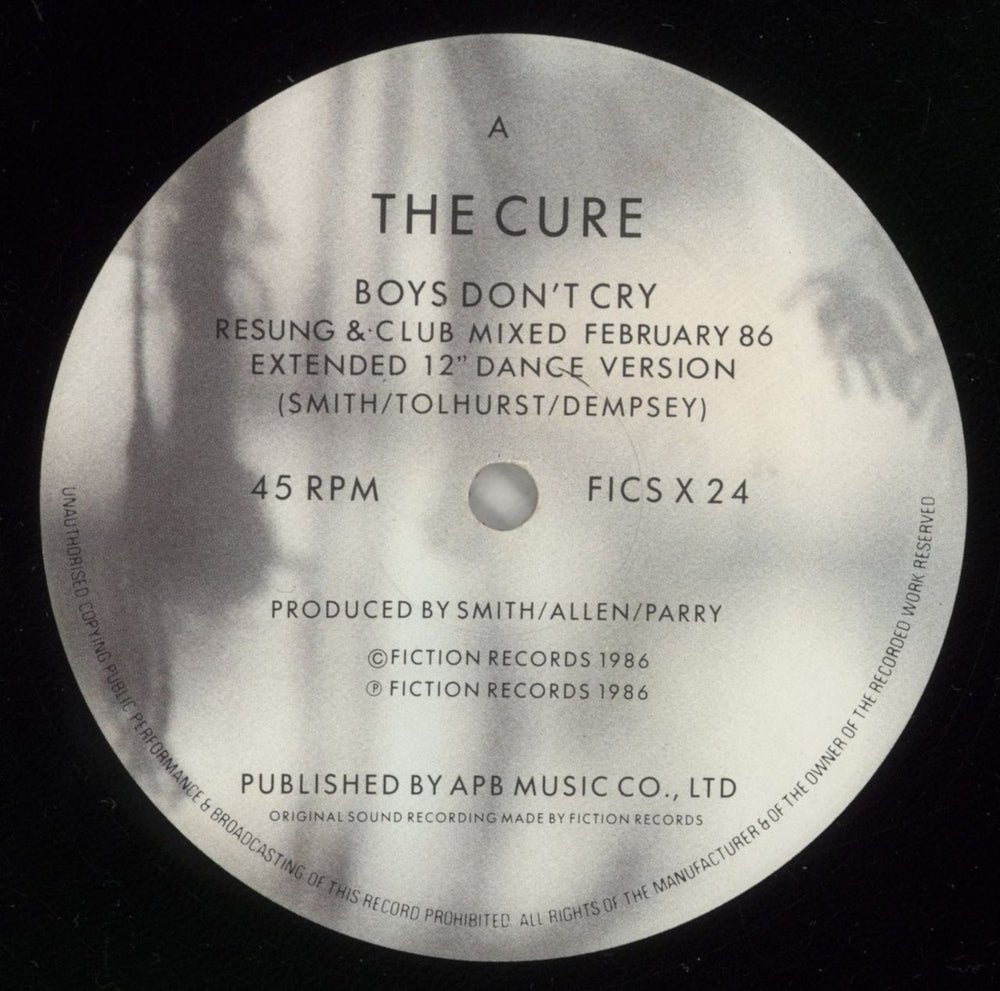 A
THE CURE
BOYS DON'T CRY
RESUNG & CLUB MIXED FEBRUARY 86
EXTENDED 12" DANCE VERSION
(SMITH/TOLHURST/DEMPSEY)
45 RPM FICS X 24
PRODUCED BY SMITH/ALLEN/PARRY
©FICTION RECORDS 1986
℗ FICTION RECORDS 1986
PUBLISHED BY APB MUSIC CO., LTD
ORIGINAL SOUND RECORDING MADE BY FICTION RECORDS
UNAUTHORISED COPYING PUBLIC PERFORMANCE & BROADCASTING OF THIS RECORD PROHIBITED ALL RIGHTS OF THE MANUFACTURER & OF THE OWNER OF THE RECORDED WORK RESERVED